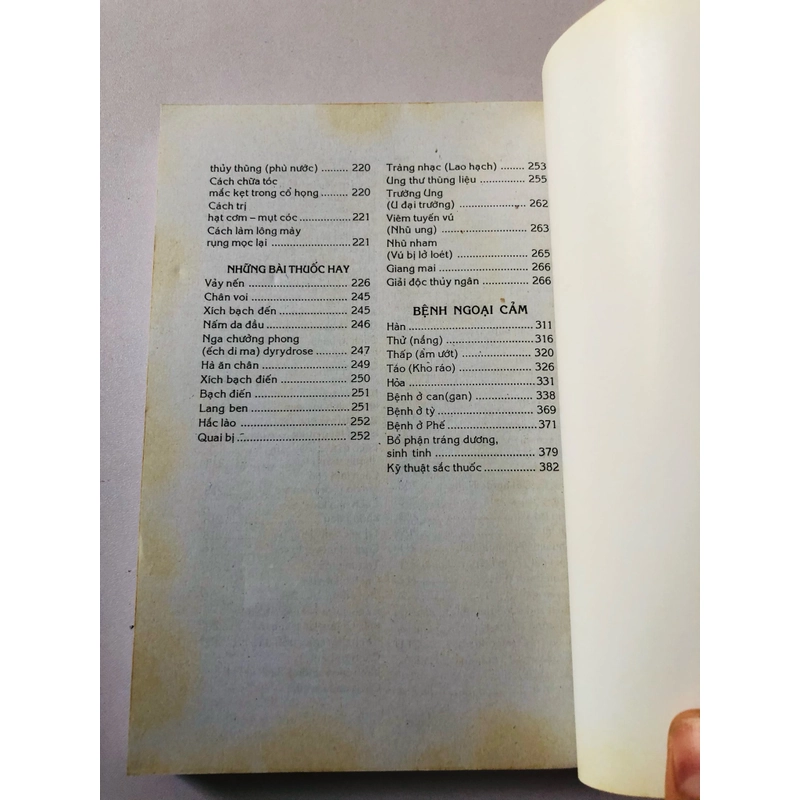 thủy thũng (phù nước) ......... 220
Cách chữa tóc
mắc kẹt trong cổ họng ......... 220
Cách trị
hạt cơm – mụt cóc ............... 221
Cách làm lông mày
rụng mọc lại ......................... 221
NHỮNG BÀI THUỐC HAY
Vảy nến .............................. 226
Chân voi ............................. 245
Xích bạch đến .................... 245
Nấm da đầu ....................... 246
Nga chưởng phong
(ếch di ma) dyrydrose ......... 247
Hà ăn chân ......................... 249
Xích bạch điến ................... 250
Bạch điến ........................... 251
Lang ben ............................ 251
Hắc lào ............................... 252
Quai bị ............................... 252
Tràng nhạc (Lao hạch) ........ 253
Ung thư thũng liệu ............... 255
Trường Ung
(U đại trường) ..................... 262
Viêm tuyến vú
(Nhũ ung) ........................... 263
Nhũ nham
(Vú bị lở loét) ...................... 265
Giang mai ........................... 266
Giải độc thủy ngân .............. 266
BỆNH NGOẠI CẢM
Hàn ..................................... 311
Thử (nắng) ......................... 316
Thấp (ẩm ướt) .................... 320
Táo (Khô ráo) ..................... 326
Hỏa .................................... 331
Bệnh ở can(gan) ................. 338
Bệnh ở tỳ ........................... 369
Bệnh ở Phế ........................ 371
Bổ phận tráng dương,
sinh tinh ............................. 379
Kỹ thuật sắc thuốc ............... 382